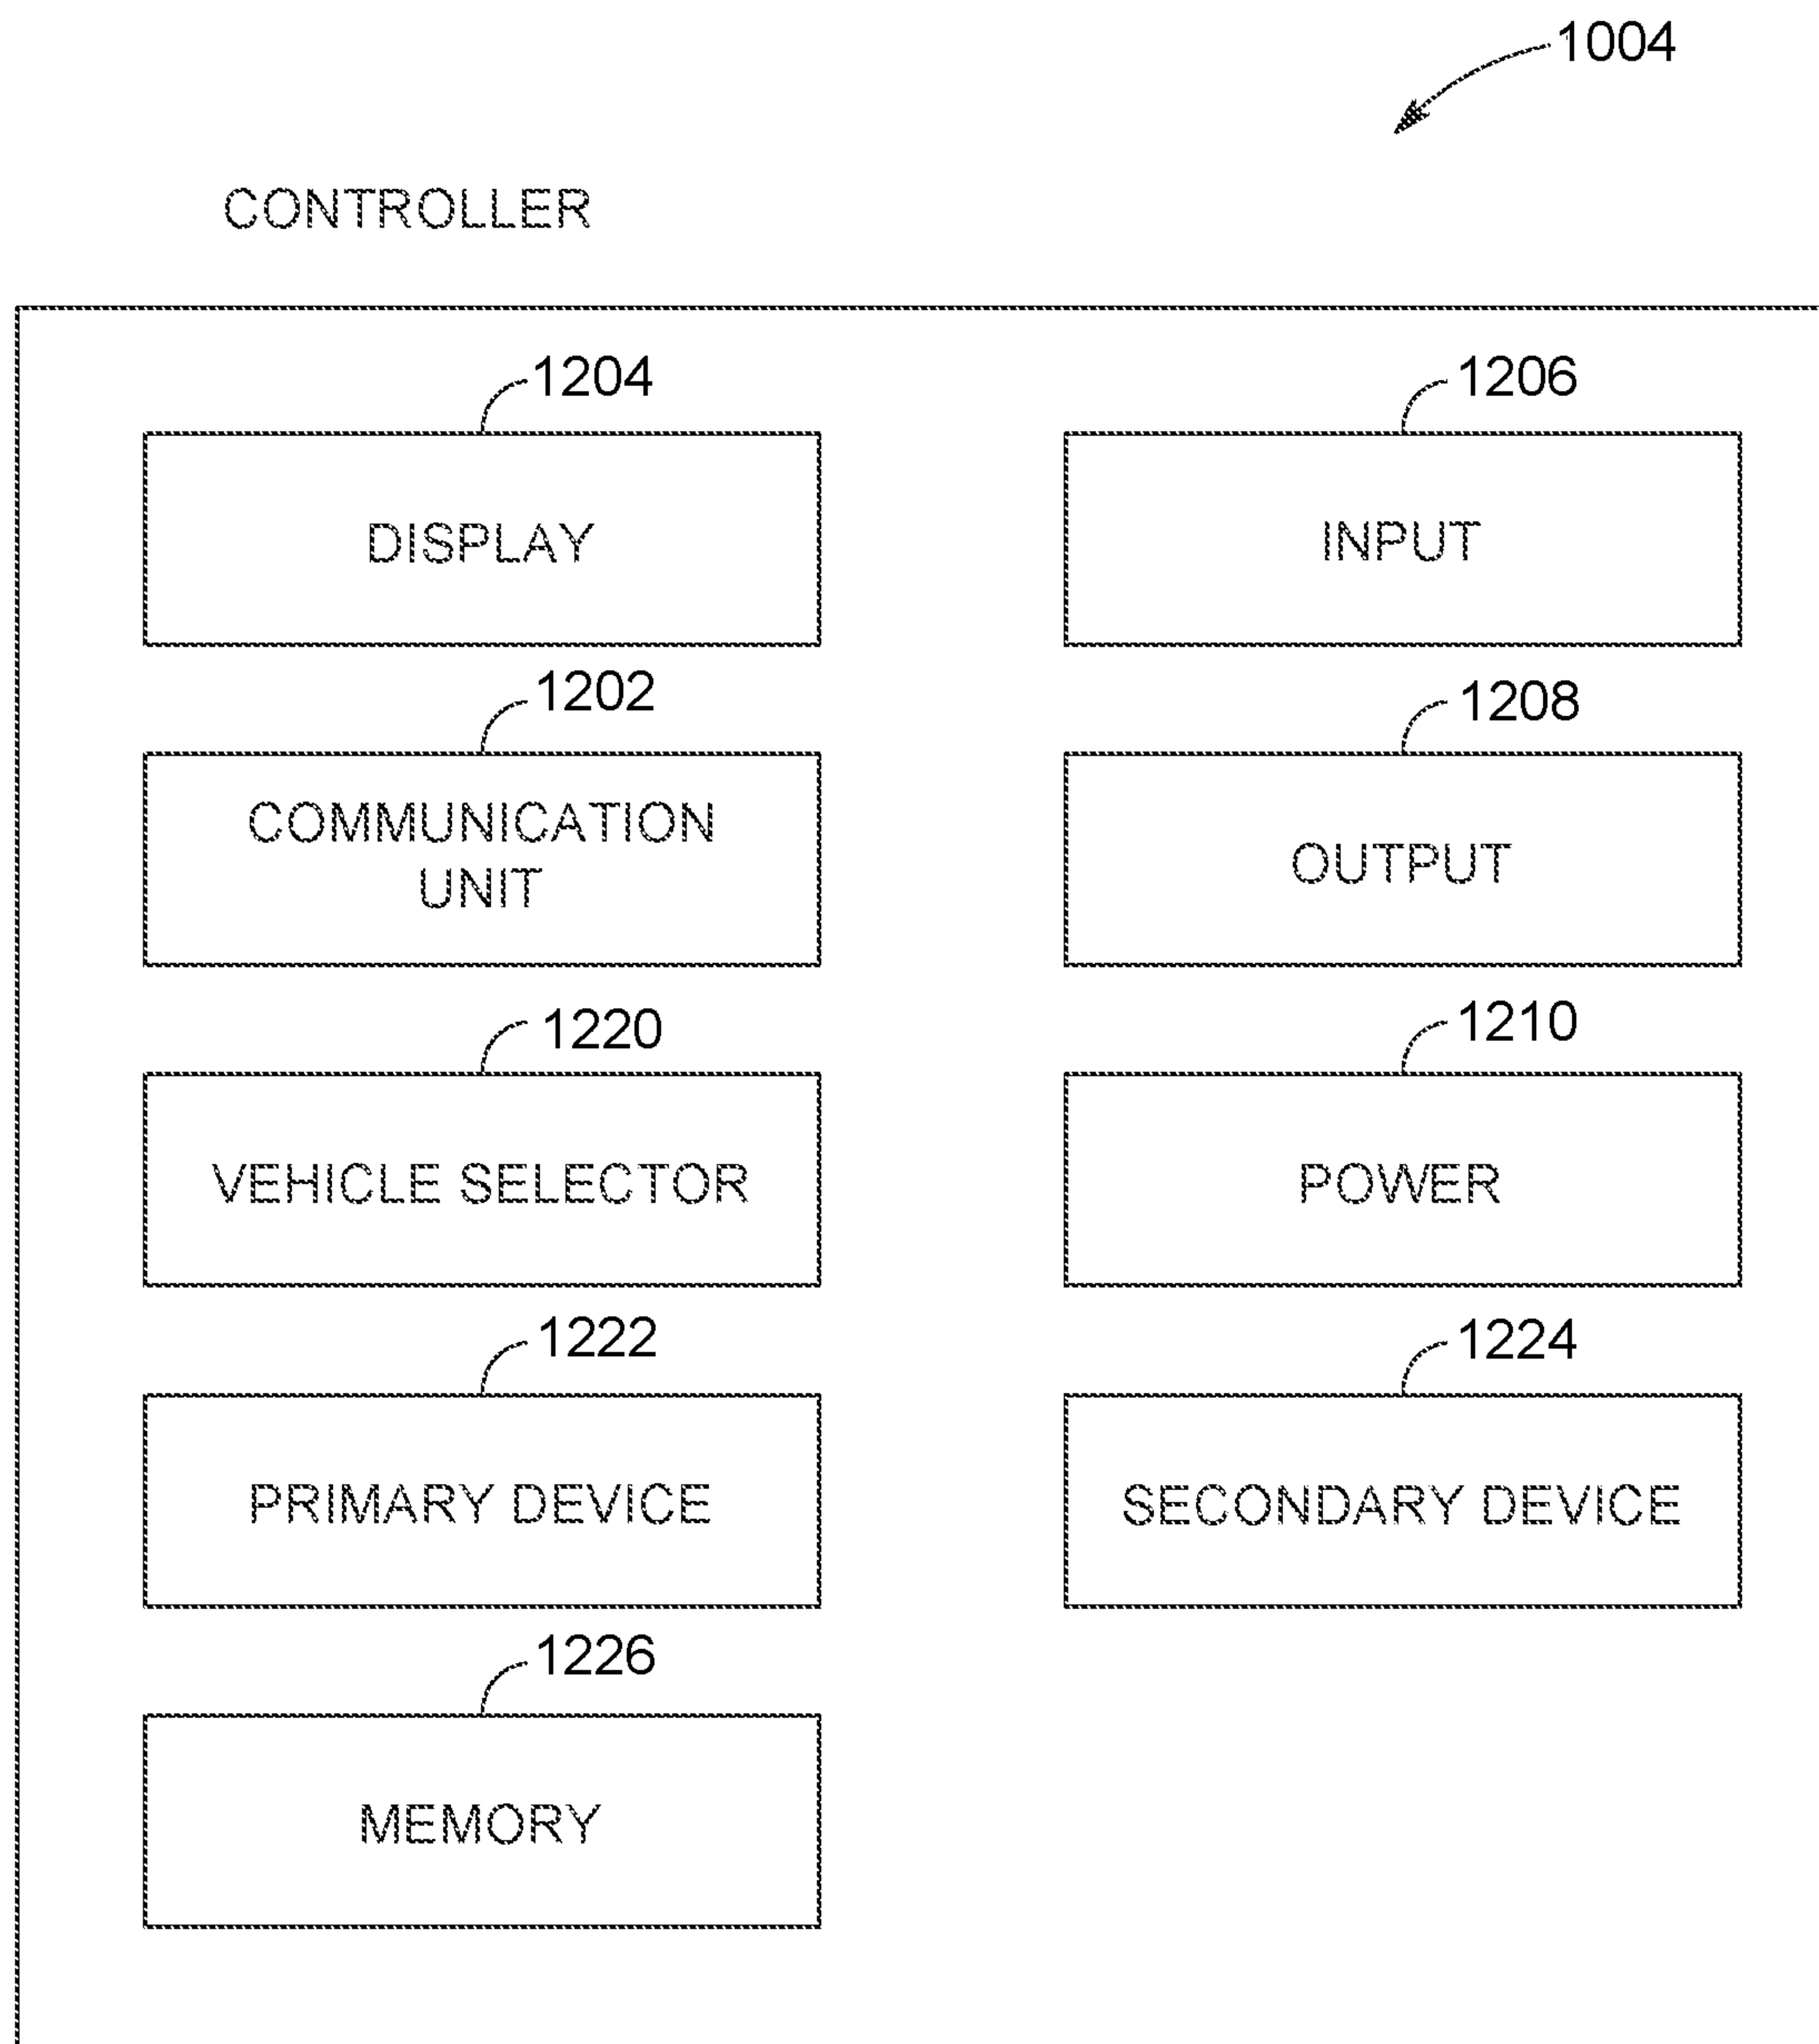 1004
CONTROLLER
1204
DISPLAY
1206
INPUT
1202
COMMUNICATION
UNIT
1208
OUTPUT
1220
VEHICLE SELECTOR
1210
POWER
1222
PRIMARY DEVICE
1224
SECONDARY DEVICE
1226
MEMORY